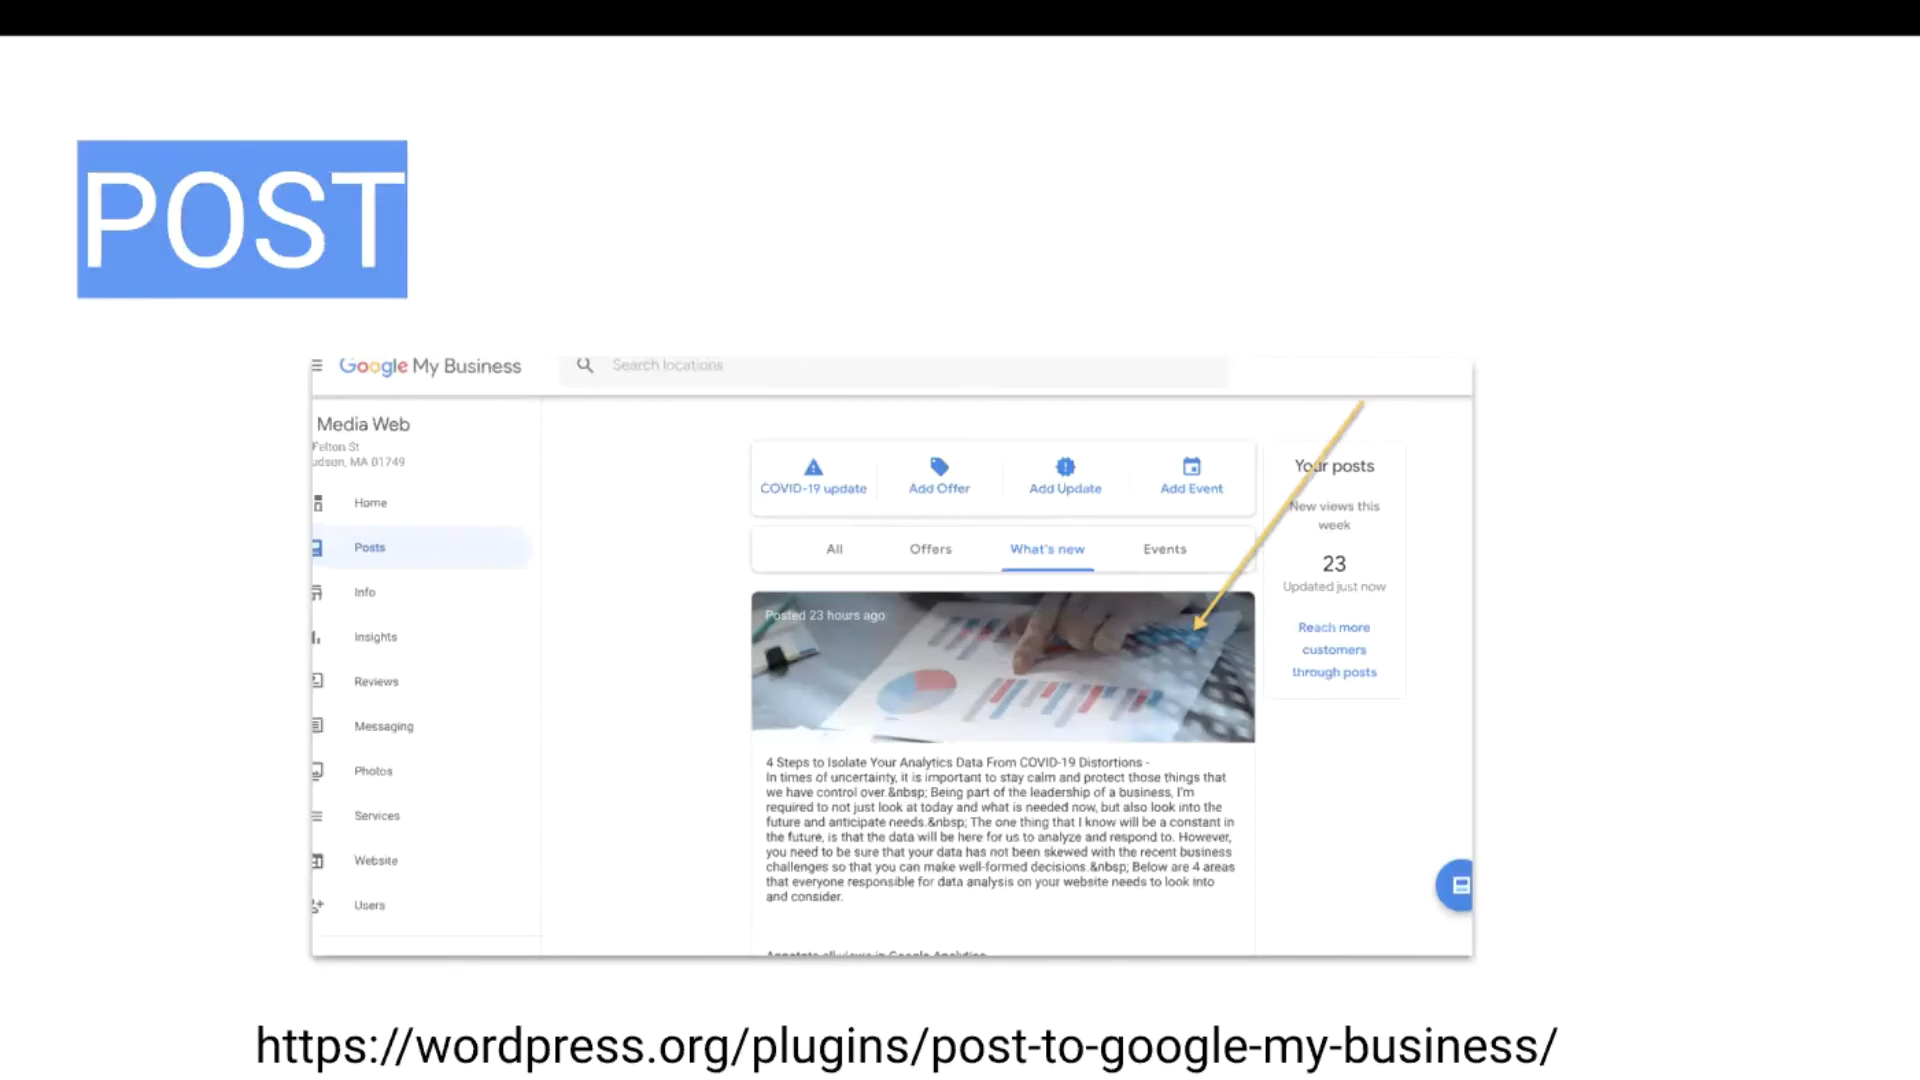 POST
Google My Business
Search locations
Media Web
Felton St
udson, MA 01749
Home
Posts
Info
Insights
Reviews
Messaging
Photos
Services
Website
Users
COVID-19 update
Add Offer
Add Update
Add Event
All
Offers
What's new
Events
Posted 23 hours ago
4 Steps to Isolate Your Analytics Data From COVID-19 Distortions -
In times of uncertainty, it is important to stay calm and protect those things that
we have control over.&nbsp; Being part of the leadership of a business, I'm
required to not just look at today and what is needed now, but also look into the
future and anticipate needs.&nbsp; The one thing that I know will be a constant in
the future, is that the data will be here for us to analyze and respond to. However,
you need to be sure that your data has not been skewed with the recent business
challenges so that you can make well-formed decisions.&nbsp; Below are 4 areas
that everyone responsible for data analysis on your website needs to look into
and consider.
Annotate all views in Google Analytics
Your posts
New views this
week
23
Updated just now
Reach more
customers
through posts
https://wordpress.org/plugins/post-to-google-my-business/